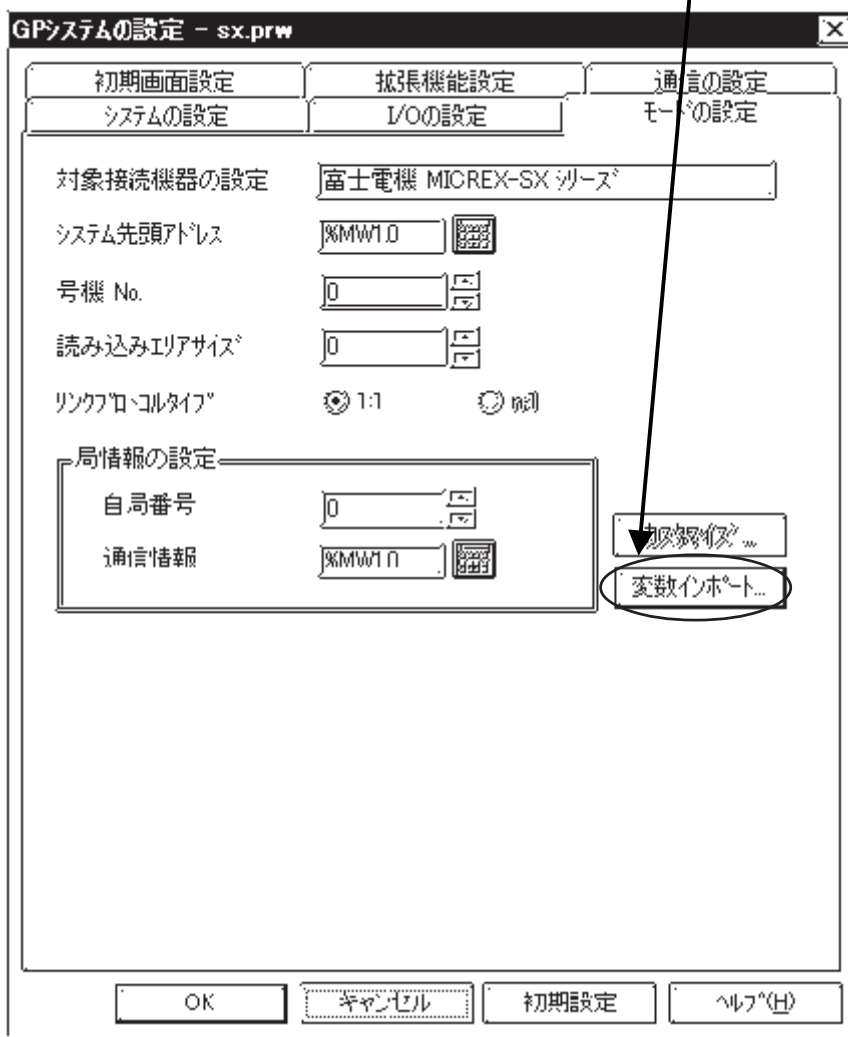 GPシステムの設定 - sx.prw
初期画面設定 拡張機能設定 通信の設定
システムの設定 I/Oの設定 モードの設定
対象接続機器の設定 富士電機 MICREX-SX シリーズ
システム先頭アドレス %MW1.0
号機 No. 0
読み込みエリアサイズ 0
リンクプロトコルタイプ 1:1 n:1
局情報の設定
自局番号 0
通信情報 %MW1.0
カスタマイズ...
変数インポート...
OK キャンセル 初期設定 ヘルプ(H)